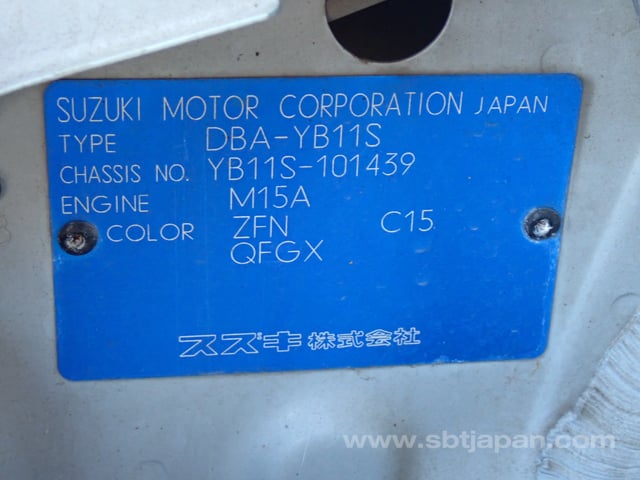 SUZUKI MOTOR CORPORATION JAPAN
TYPE DBA-YB11S
CHASSIS NO. YB11S-101439
ENGINE M15A
COLOR ZFN C15
QFGX
スズキ株式会社
www.sbtjapan.com